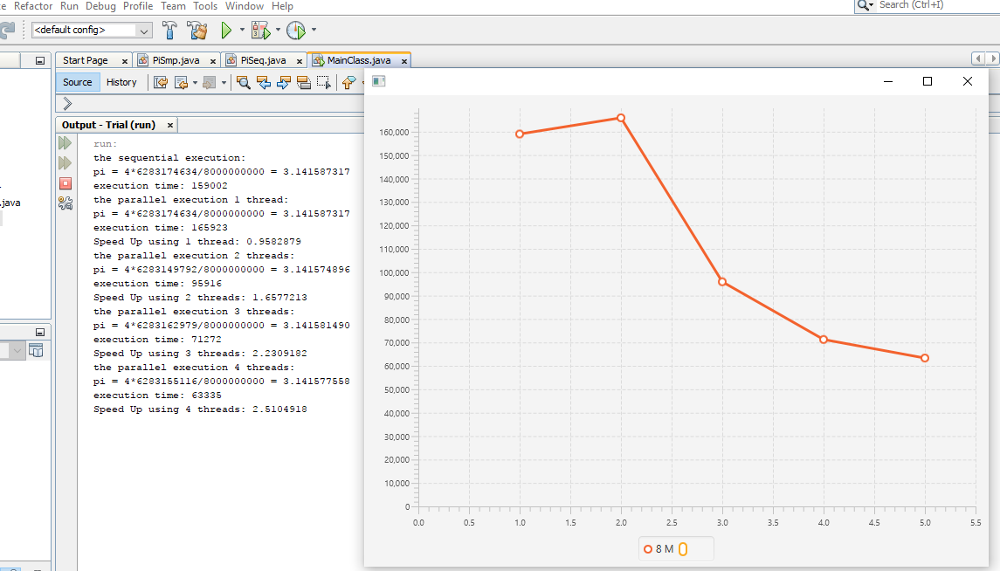 e Refactor Run Debug Profile Team Tools Window Help
Search (Ctrl+I)
<default config>
Start Page PiSmp.java PiSeq.java MainClass.java
Source History
Output - Trial (run)
.java
run:
the sequential execution:
pi = 4*6283174634/8000000000 = 3.141587317
execution time: 159002
the parallel execution 1 thread:
pi = 4*6283174634/8000000000 = 3.141587317
execution time: 165923
Speed Up using 1 thread: 0.9582879
the parallel execution 2 threads:
pi = 4*6283149792/8000000000 = 3.141574896
execution time: 95916
Speed Up using 2 threads: 1.6577213
the parallel execution 3 threads:
pi = 4*6283162979/8000000000 = 3.141581490
execution time: 71272
Speed Up using 3 threads: 2.2309182
the parallel execution 4 threads:
pi = 4*6283155116/8000000000 = 3.141577558
execution time: 63335
Speed Up using 4 threads: 2.5104918
160,000
150,000
140,000
130,000
120,000
110,000
100,000
90,000
80,000
70,000
60,000
50,000
40,000
30,000
20,000
10,000
0
0.0 0.5 1.0 1.5 2.0 2.5 3.0 3.5 4.0 4.5 5.0 5.5
8 M